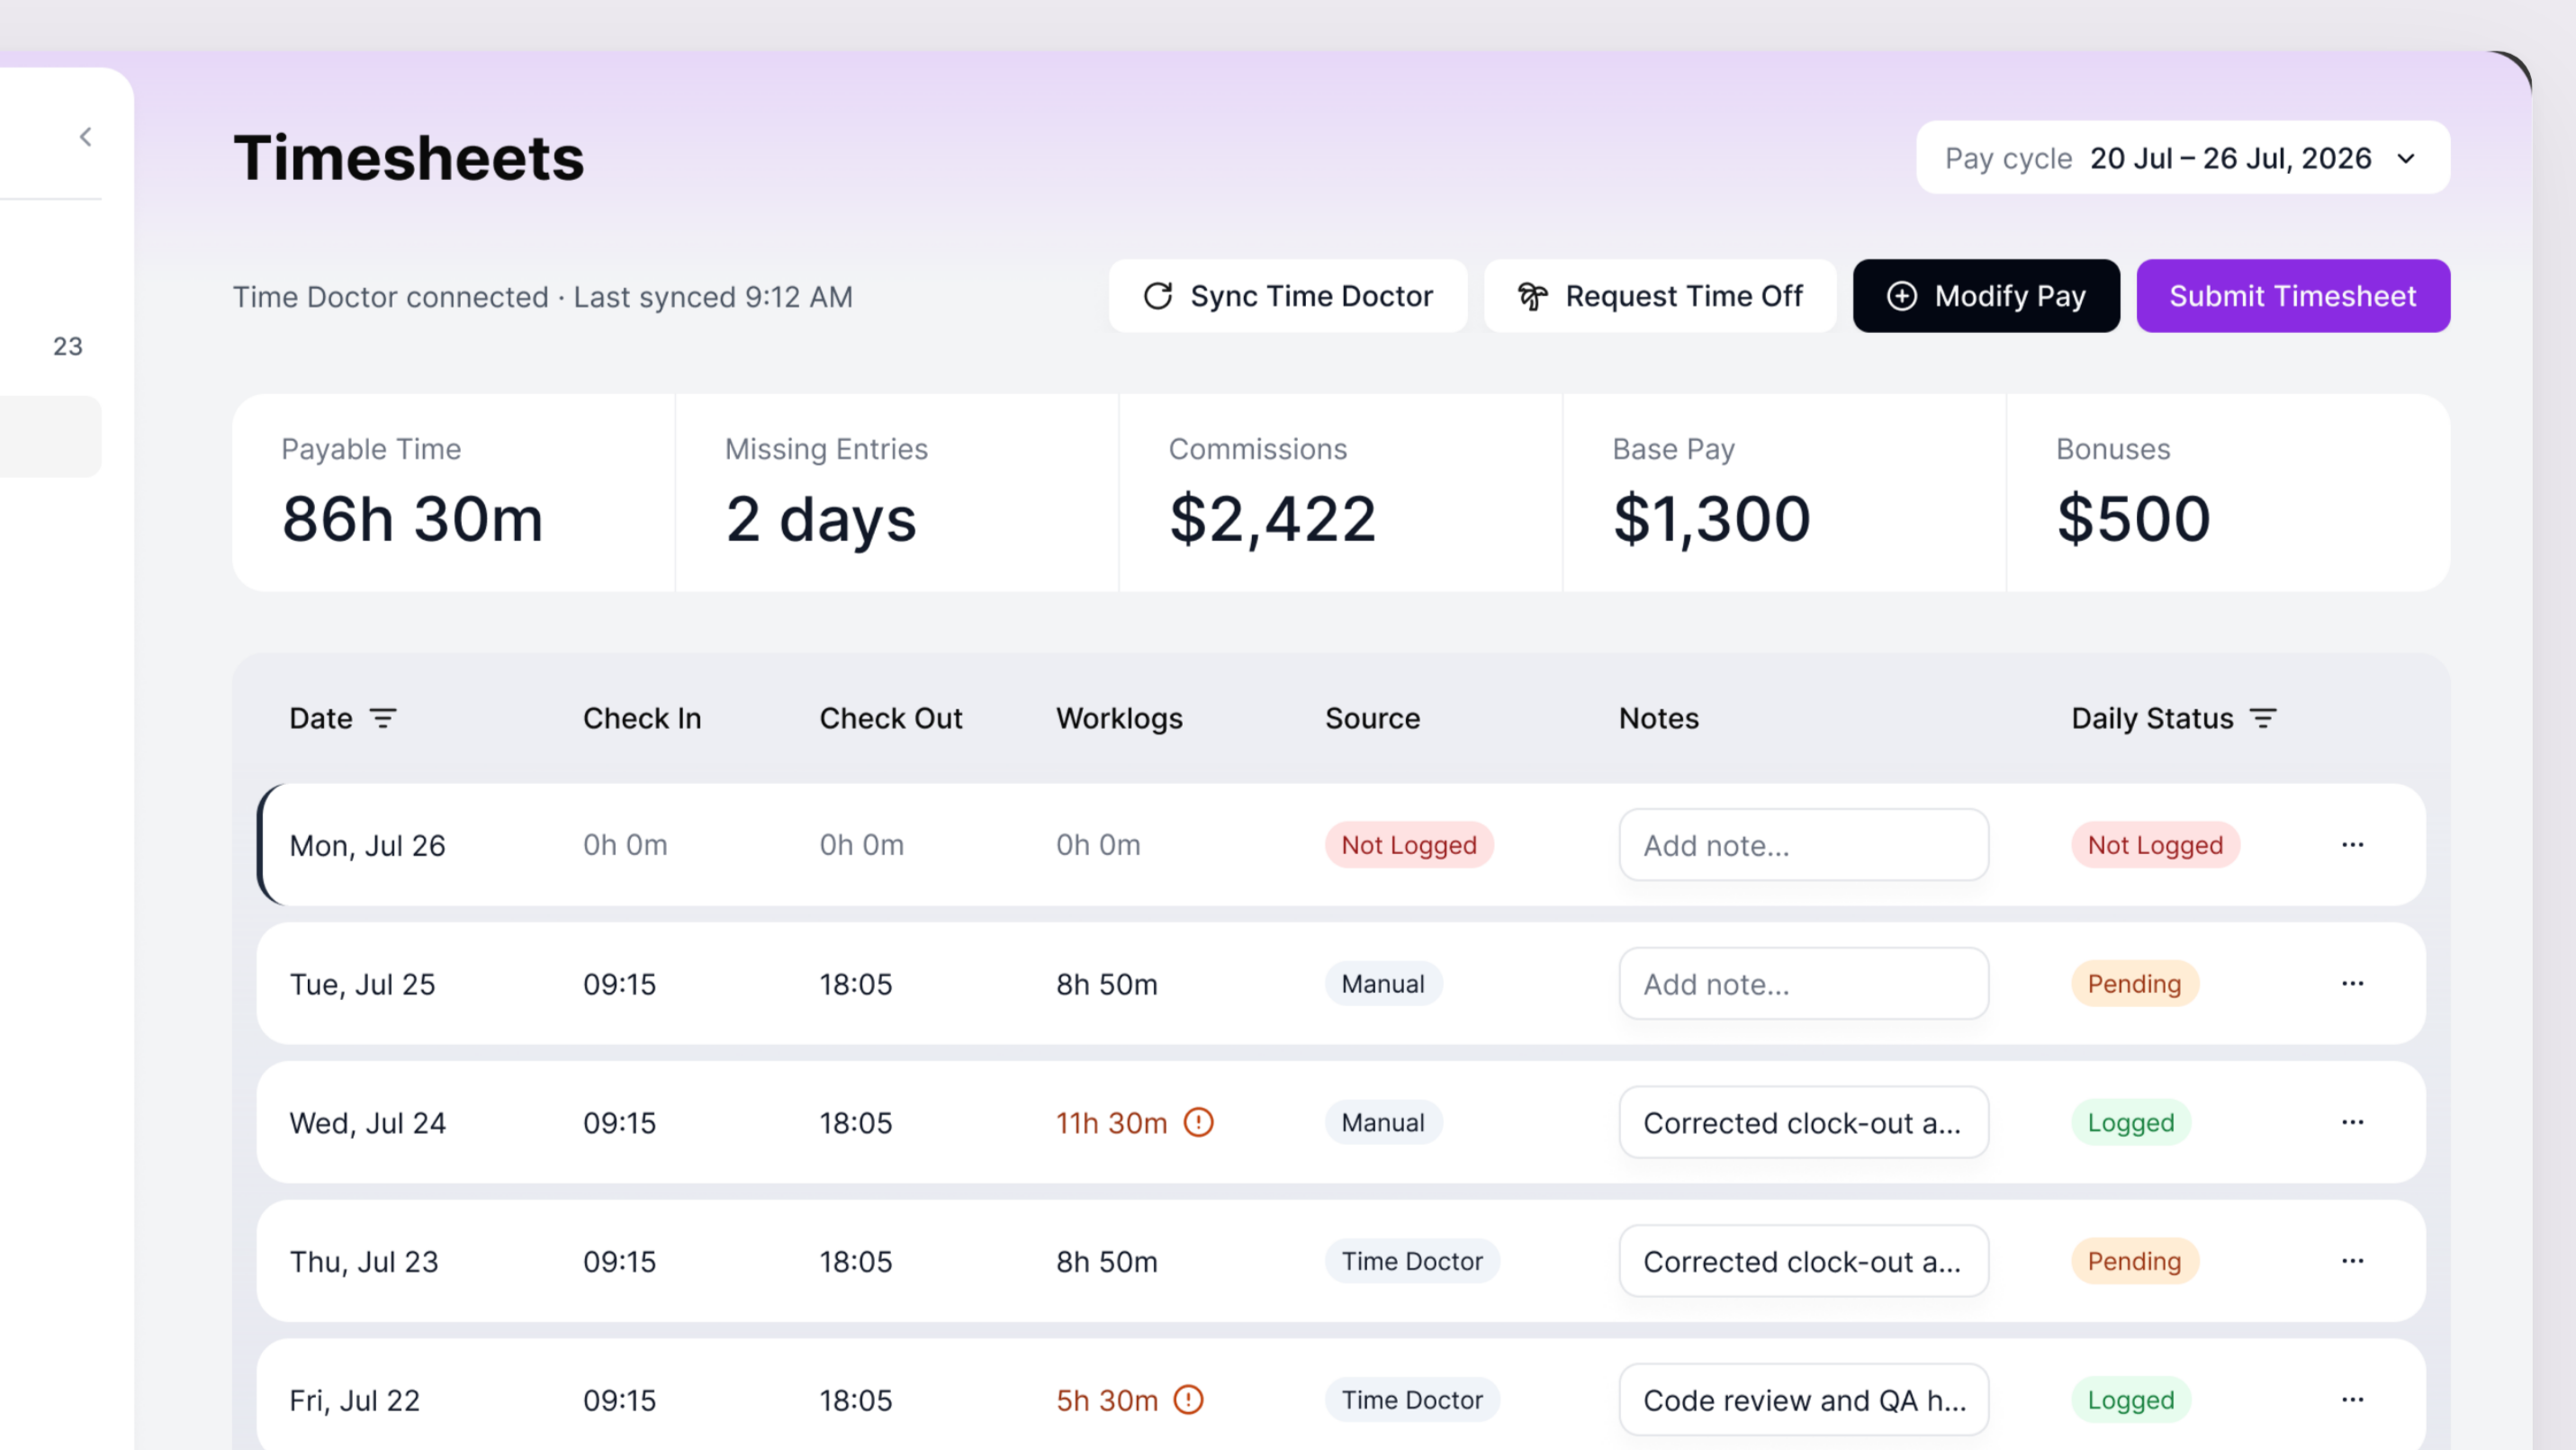 Timesheets
Pay cycle 20 Jul – 26 Jul, 2026
Time Doctor connected · Last synced 9:12 AM
Sync Time Doctor
Request Time Off
Modify Pay
Submit Timesheet
23
Payable Time
86h 30m
Missing Entries
2 days
Commissions
$2,422
Base Pay
$1,300
Bonuses
$500
Date Check In Check Out Worklogs Source Notes Daily Status
Mon, Jul 26 0h 0m 0h 0m 0h 0m Not Logged Add note... Not Logged
Tue, Jul 25 09:15 18:05 8h 50m Manual Add note... Pending
Wed, Jul 24 09:15 18:05 11h 30m Manual Corrected clock-out a... Logged
Thu, Jul 23 09:15 18:05 8h 50m Time Doctor Corrected clock-out a... Pending
Fri, Jul 22 09:15 18:05 5h 30m Time Doctor Code review and QA h... Logged